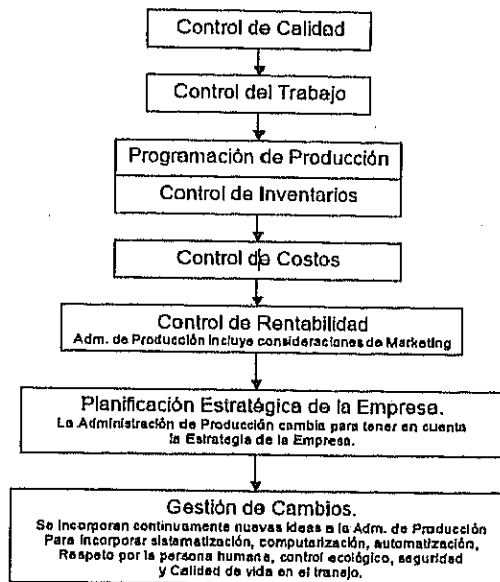 Control de Calidad
Control del Trabajo
Programación de Producción
Control de Inventarios
Control de Costos
Control de Rentabilidad
Adm. de Producción incluye consideraciones de Marketing
Planificación Estratégica de la Empresa.
La Administración de Producción cambia para tener en cuenta
la Estrategia de la Empresa.
Gestión de Cambios.
Se incorporan continuamente nuevas ideas a la Adm. de Producción
Para incorporar sistematización, computarización, automatización,
Respeto por la persona humana, control ecológico, seguridad
y Calidad de vida en el tranajo.